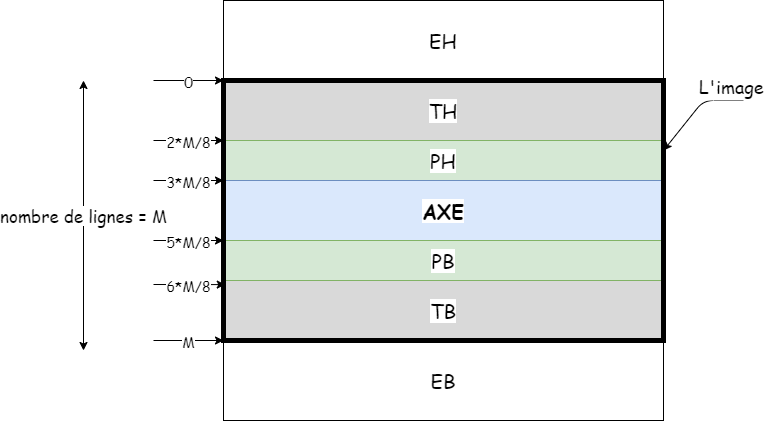 EH
0
L'image
TH
2*M/8
PH
3*M/8
AXE
nombre de lignes = M
5*M/8
PB
6*M/8
TB
M
EB